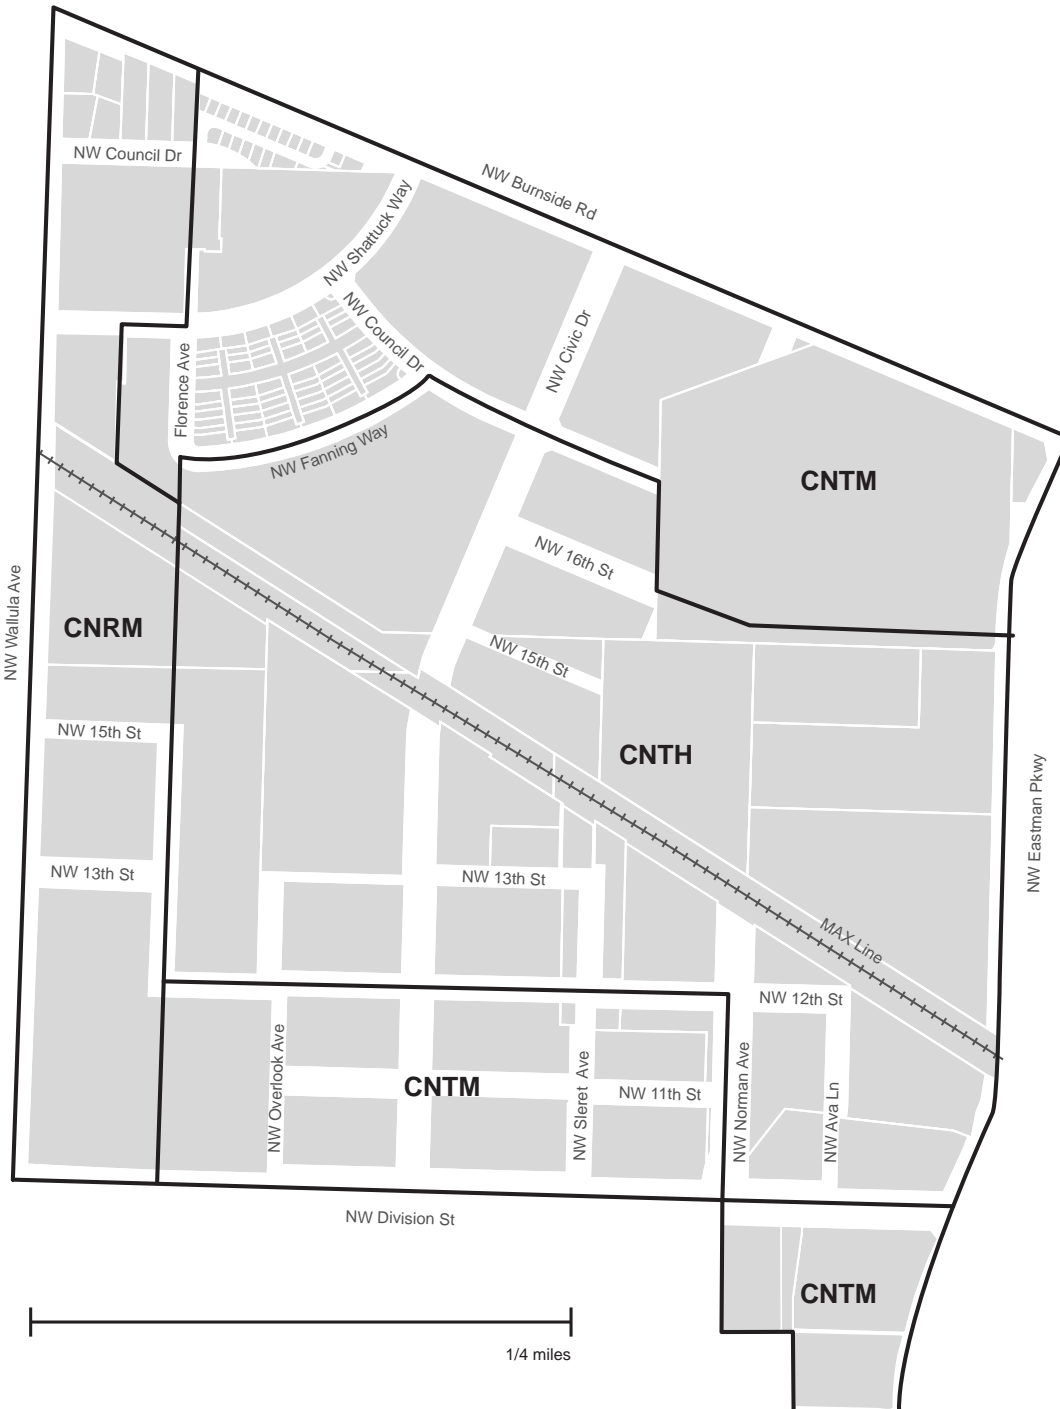 NW Council Dr
NW Burnside Rd
NW Shattuck Way
NW Council Dr
NW Civic Dr
Florence Ave
NW Fanning Way
CNTM
NW 16th St
NW Wallula Ave
CNRM
NW 15th St
NW 15th St
CNTH
NW Eastman Pkwy
NW 13th St
NW 13th St
MAX Line
NW 12th St
NW Overlook Ave
CNTM
NW Sleret Ave
NW 11th St
NW Norman Ave
NW Ava Ln
NW Division St
CNTM
1/4 miles